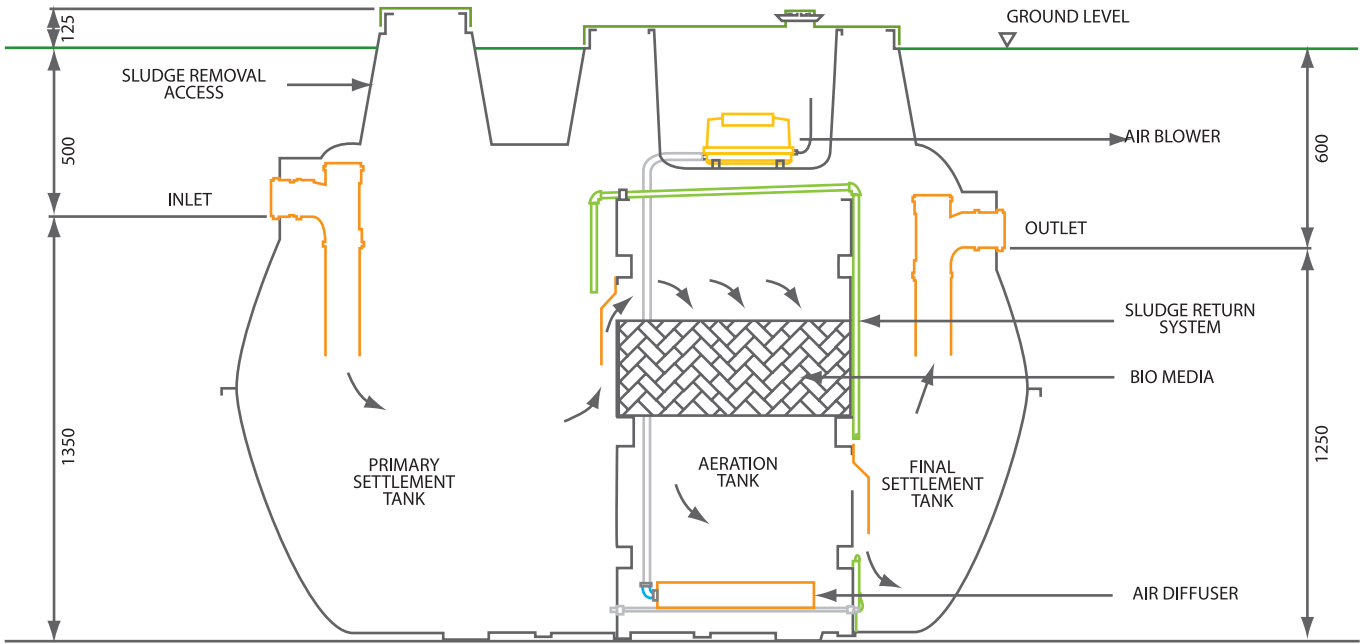 125
GROUND LEVEL
SLUDGE REMOVAL
ACCESS
500
AIR BLOWER
600
INLET
OUTLET
SLUDGE RETURN
SYSTEM
BIO MEDIA
1350
1250
PRIMARY
SETTLEMENT
TANK
AERATION
TANK
FINAL
SETTLEMENT
TANK
AIR DIFFUSER